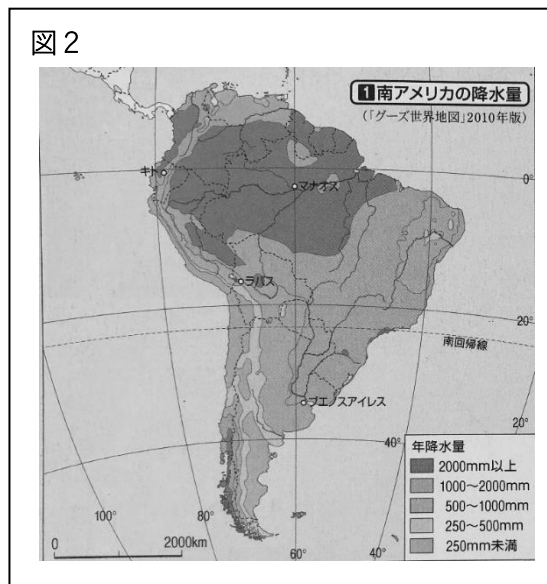 図2
1南アメリカの降水量
(「グーズ世界地図」2010年版)
キト
マナオス
0°
ラパス
20°
南回帰線
ブエノスアイレス
20°
40°
年降水量
2000mm以上
1000～2000mm
500～1000mm
250～500mm
250mm未満
100°
80°
60°
40°
0
2000km